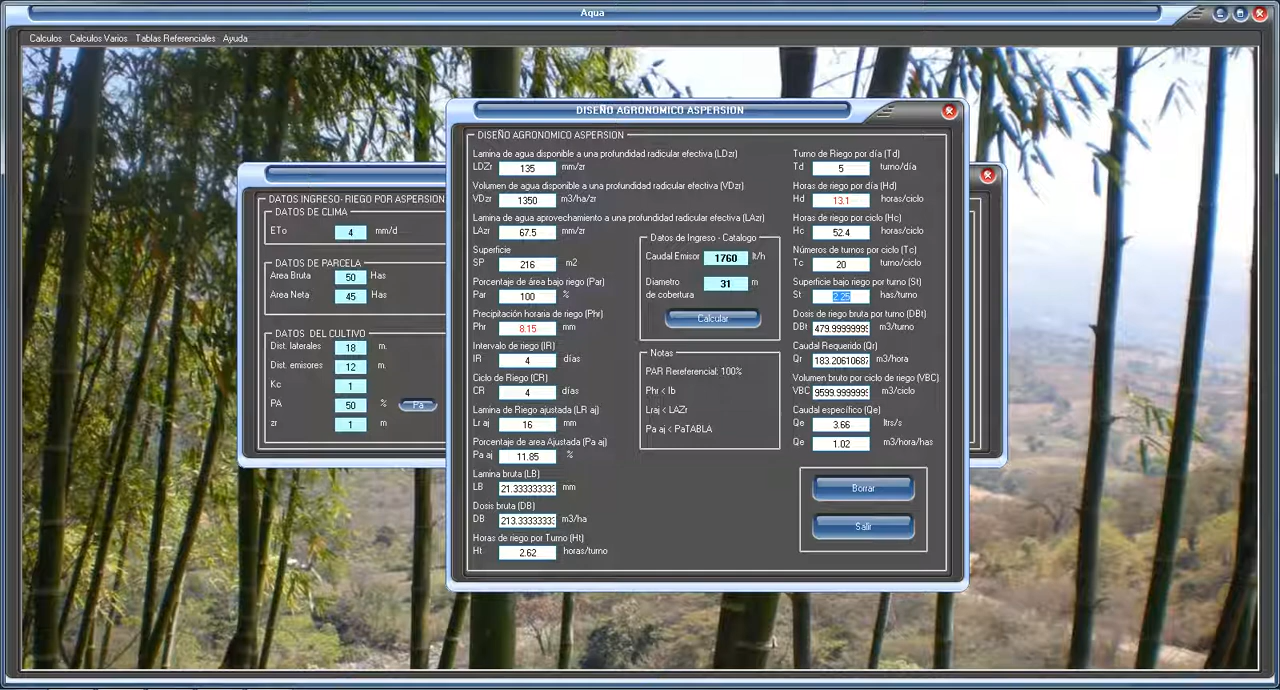 Aqua
Calculos Calculos Varios Tablas Referenciales Ayuda
DATOS INGRESO- RIEGO POR ASPERSION
DATOS DE CLIMA
ETo 4 mm/d
DATOS DE PARCELA
Area Bruta 50 Has
Area Neta 45 Has
DATOS DEL CULTIVO
Dist. laterales 18 m.
Dist. emisores 12 m.
Kc 1
PA 50 % Pa
zr 1 m
DISEÑO AGRONOMICO ASPERSION
DISEÑO AGRONOMICO ASPERSION
Lamina de agua disponible a una profundidad radicular efectiva (LDzr)
LDZr 135 mm/zr
Volumen de agua disponible a una profundidad radicular efectiva (VDzr)
VDzr 1350 m3/ha/zr
Lamina de agua aprovechamiento a una profundidad radicular efectiva (LAzr)
LAzr 67.5 mm/zr
Superficie
SP 216 m2
Porcentaje de área bajo riego (Par)
Par 100 %
Precipitación horaria de riego (Phr)
Phr 8.15 mm
Intervalo de riego (IR)
IR 4 días
Ciclo de Riego (CR)
CR 4 días
Lamina de Riego ajustada (LR aj)
Lr aj 16 mm
Porcentaje de area Ajustada (Pa aj)
Pa aj 11.85 %
Lamina bruta (LB)
LB 21.333333333 mm
Dosis bruta (DB)
DB 213.33333333 m3/ha
Horas de riego por Turno (Ht)
Ht 2.62 horas/turno
Datos de Ingreso - Catalogo
Caudal Emisor 1760 lt/h
Diametro
de cobertura 31 m
Calcular
Notas
PAR Rereferencial: 100%
Phr < Ib
Lraj < LAZr
Pa aj < PaTABLA
Turno de Riego por día (Td)
Td 5 turno/día
Horas de riego por día (Hd)
Hd 13.1 horas/ciclo
Horas de riego por ciclo (Hc)
Hc 52.4 horas/ciclo
Números de turnos por ciclo (Tc)
Tc 20 turno/ciclo
Superficie bajo riego por turno (St)
St 2.25 has/turno
Dosis de riego bruta por turno (DBt)
DBt 479.99999999 m3/turno
Caudal Requerido (Qr)
Qr 183.20610687 m3/hora
Volumen bruto por ciclo de riego (VBC)
VBC 9599.9999999 m3/ciclo
Caudal específico (Qe)
Qe 3.66 ltrs/s
Qe 1.02 m3/hora/has
Borrar
Salir